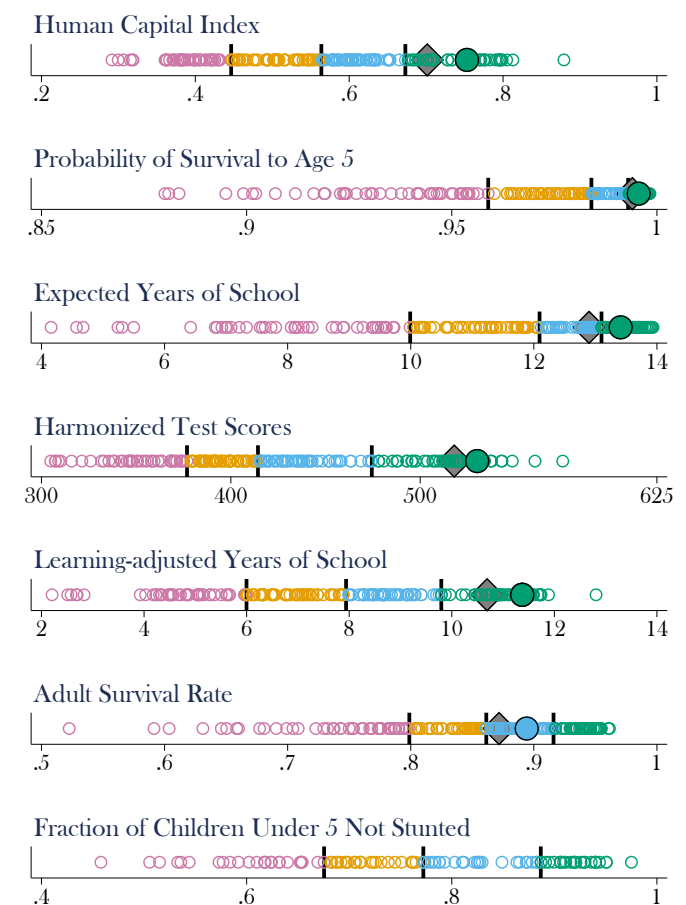 Human Capital Index
.2 .4 .6 .8 1
Probability of Survival to Age 5
.85 .9 .95 1
Expected Years of School
4 6 8 10 12 14
Harmonized Test Scores
300 400 500 625
Learning-adjusted Years of School
2 4 6 8 10 12 14
Adult Survival Rate
.5 .6 .7 .8 .9 1
Fraction of Children Under 5 Not Stunted
.4 .6 .8 1